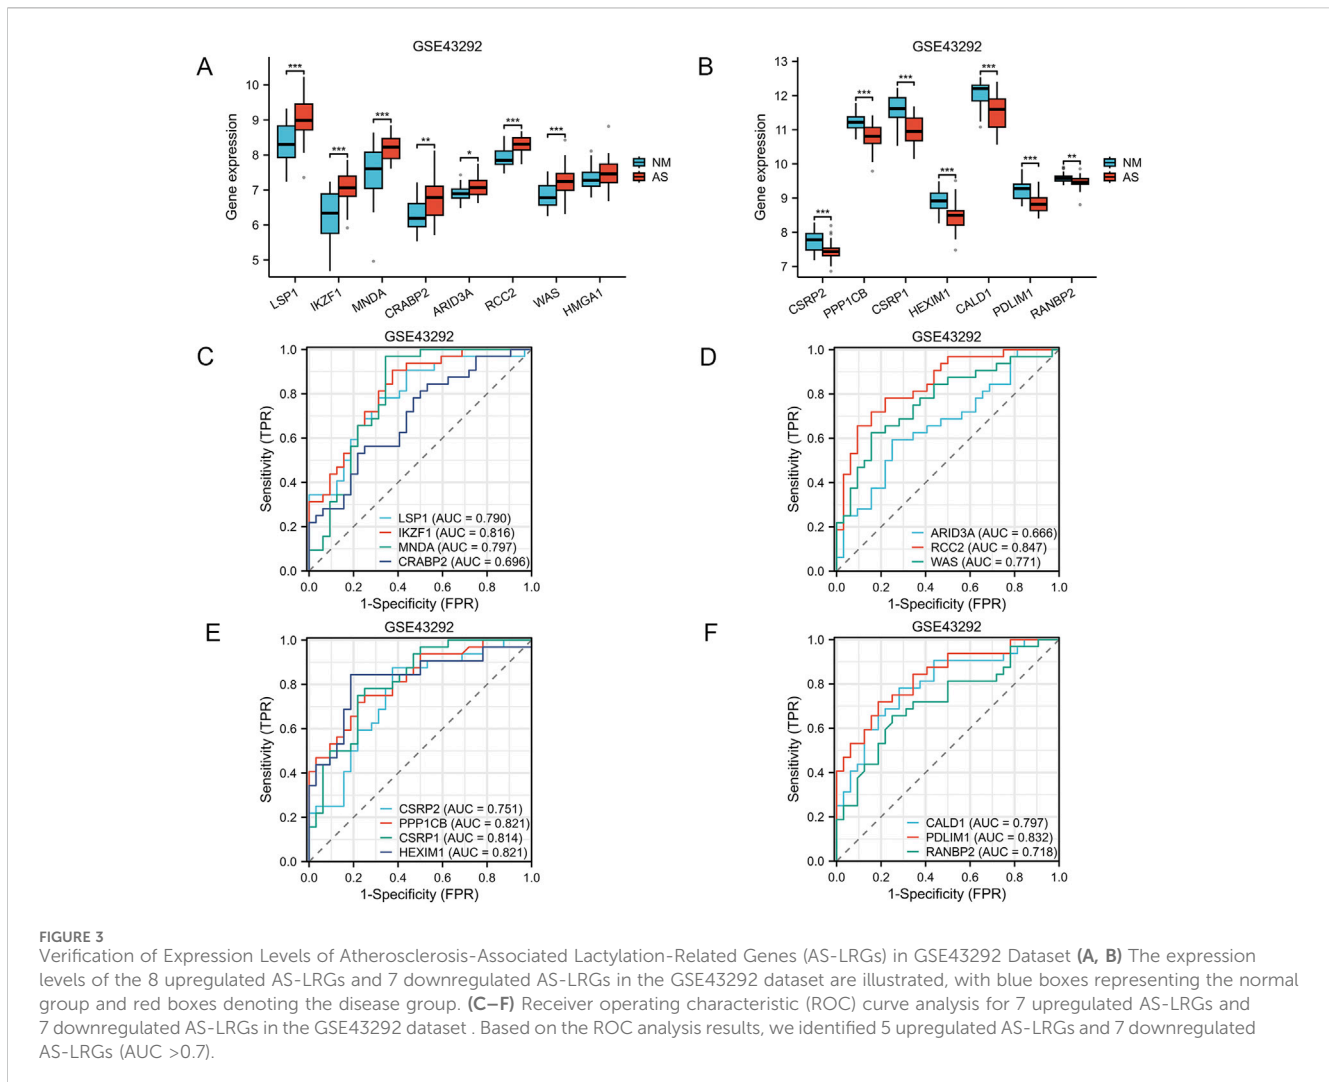 GSE43292
A
Gene expression
10
9
8
7
6
5
***
***
***
**
*
***
***
LSP1
IKZF1
MNDA
CRABP2
ARID3A
RCC2
WAS
HMGA1
NM
AS
GSE43292
B
Gene expression
13
12
11
10
9
8
7
***
***
***
***
***
***
**
CSRP2
PPP1CB
CSRP1
HEXIM1
CALD1
PDLIM1
RANBP2
NM
AS
GSE43292
C
Sensitivity (TPR)
1.0
0.8
0.6
0.4
0.2
0.0
LSP1 (AUC = 0.790)
IKZF1 (AUC = 0.816)
MNDA (AUC = 0.797)
CRABP2 (AUC = 0.696)
0.0 0.2 0.4 0.6 0.8 1.0
1-Specificity (FPR)
GSE43292
D
Sensitivity (TPR)
1.0
0.8
0.6
0.4
0.2
0.0
ARID3A (AUC = 0.666)
RCC2 (AUC = 0.847)
WAS (AUC = 0.771)
0.0 0.2 0.4 0.6 0.8 1.0
1-Specificity (FPR)
GSE43292
E
Sensitivity (TPR)
1.0
0.8
0.6
0.4
0.2
0.0
CSRP2 (AUC = 0.751)
PPP1CB (AUC = 0.821)
CSRP1 (AUC = 0.814)
HEXIM1 (AUC = 0.821)
0.0 0.2 0.4 0.6 0.8 1.0
1-Specificity (FPR)
GSE43292
F
Sensitivity (TPR)
1.0
0.8
0.6
0.4
0.2
0.0
CALD1 (AUC = 0.797)
PDLIM1 (AUC = 0.832)
RANBP2 (AUC = 0.718)
0.0 0.2 0.4 0.6 0.8 1.0
1-Specificity (FPR)
FIGURE 3
Verification of Expression Levels of Atherosclerosis-Associated Lactylation-Related Genes (AS-LRGs) in GSE43292 Dataset (A, B) The expression
levels of the 8 upregulated AS-LRGs and 7 downregulated AS-LRGs in the GSE43292 dataset are illustrated, with blue boxes representing the normal
group and red boxes denoting the disease group. (C–F) Receiver operating characteristic (ROC) curve analysis for 7 upregulated AS-LRGs and
7 downregulated AS-LRGs in the GSE43292 dataset . Based on the ROC analysis results, we identified 5 upregulated AS-LRGs and 7 downregulated
AS-LRGs (AUC >0.7).